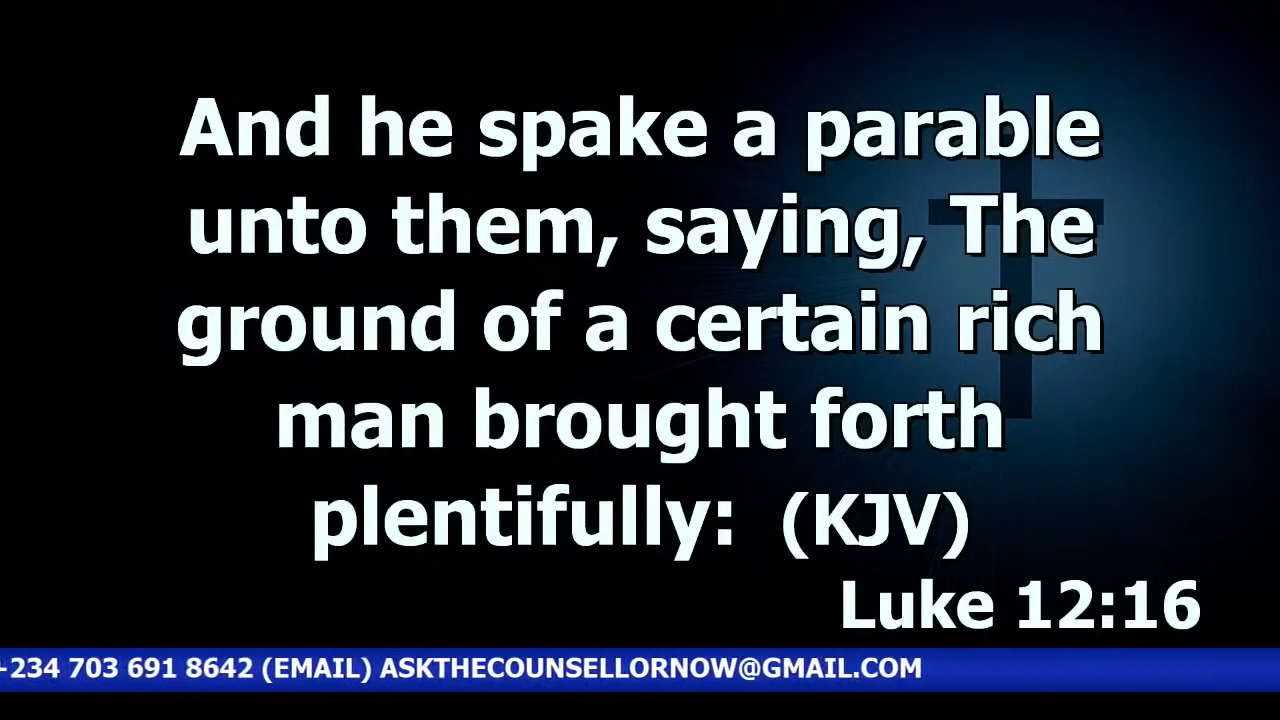 And he spake a parable
unto them, saying, The
ground of a certain rich
man brought forth
plentifully: (KJV)
Luke 12:16
+234 703 691 8642 (EMAIL) ASKTHECOUNSELLORNOW@GMAIL.COM